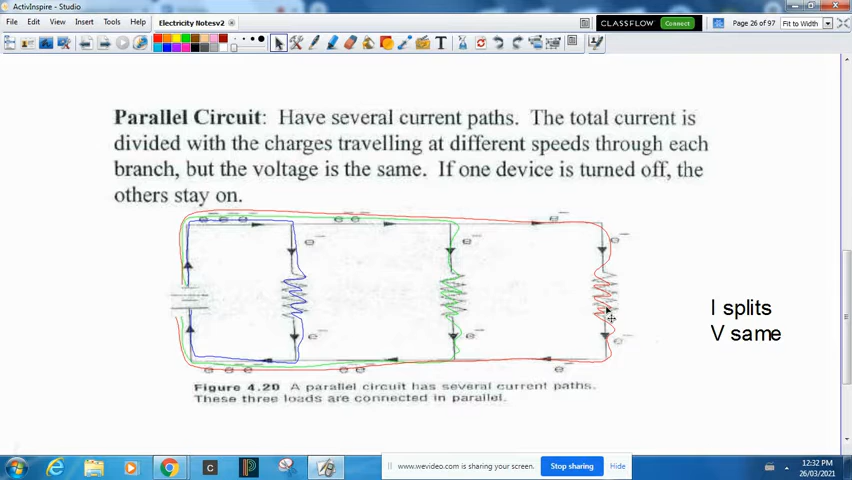 ActivInspire - Studio
File Edit View Insert Tools Help
Electricity Notesv2
CLASSFLOW Connect
Page 26 of 97
Fit to Width
Parallel Circuit: Have several current paths. The total current is
divided with the charges travelling at different speeds through each
branch, but the voltage is the same. If one device is turned off, the
others stay on.
e e e
e e
e
e
e
e
I splits
V same
e
e
e
e e e
e e
e
Figure 4.20 A parallel circuit has several current paths.
These three loads are connected in parallel.
www.wevideo.com is sharing your screen.
Stop sharing
Hide
12:32 PM
26/03/2021